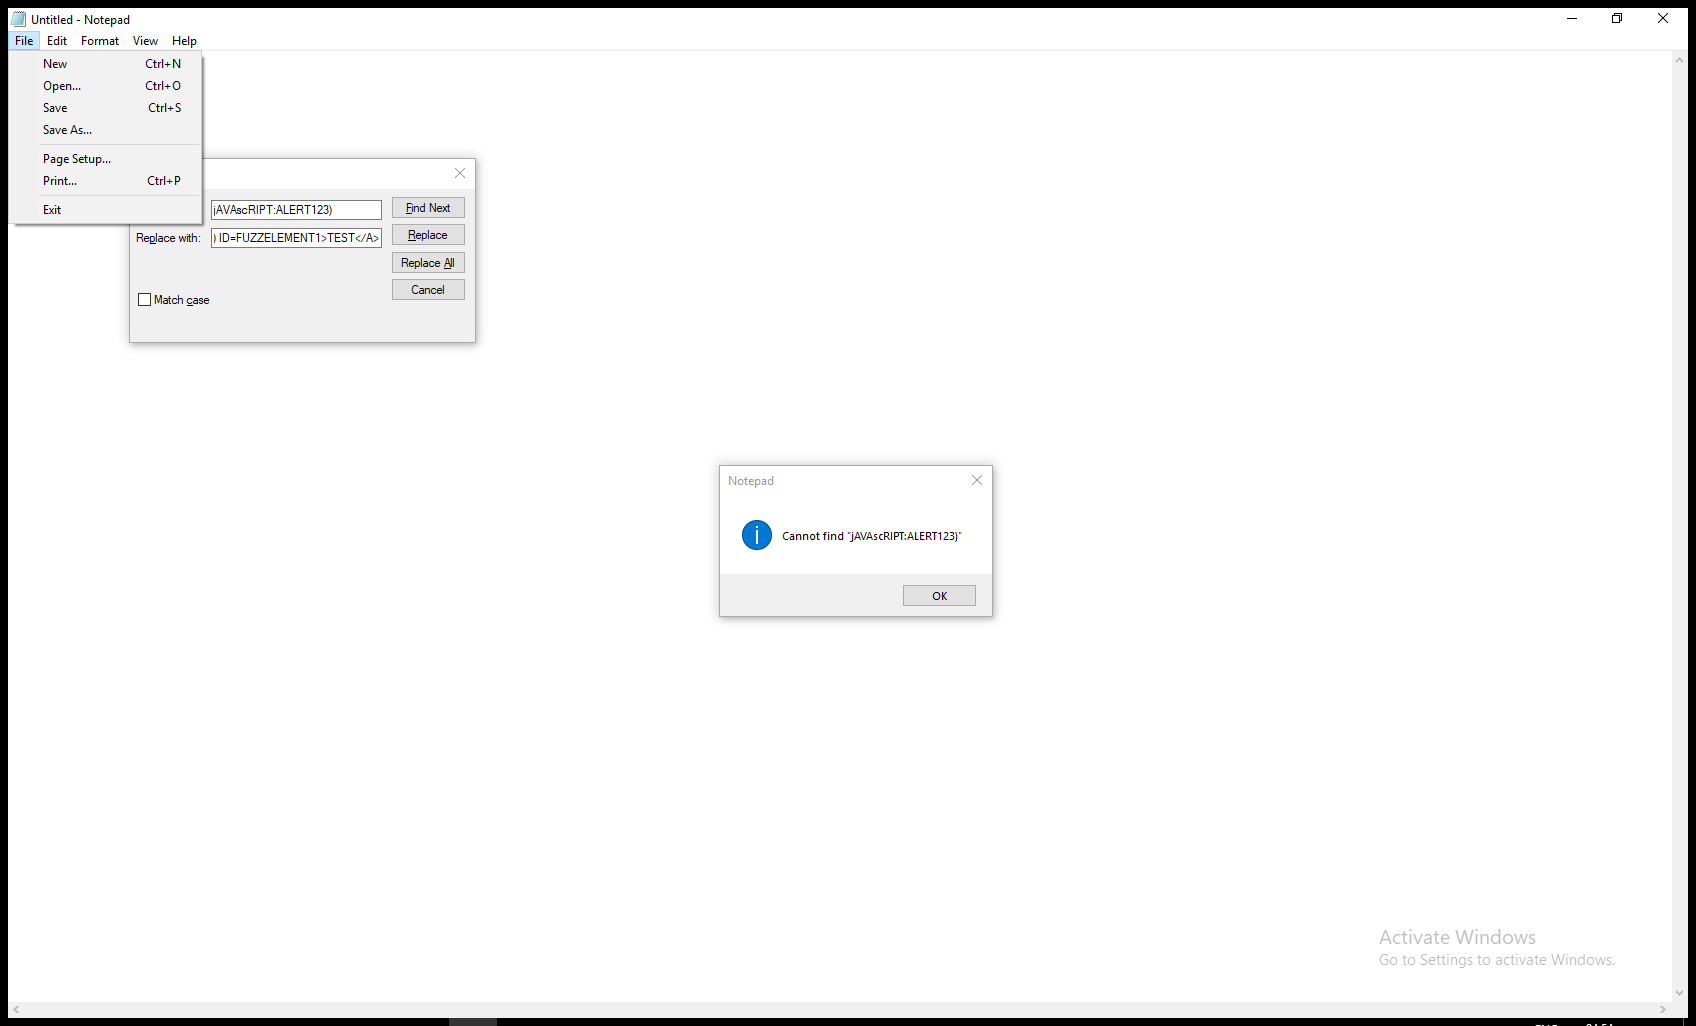 Untitled - Notepad
File Edit Format View Help
New Ctrl+N
Open... Ctrl+O
Save Ctrl+S
Save As...
Page Setup...
Print... Ctrl+P
Exit
jAVAscRIPT:ALERT123)
Find Next
Replace with: ) ID=FUZZELEMENT1>TEST</A>
Replace
Replace All
Cancel
Match case
Notepad
Cannot find "jAVAscRIPT:ALERT123)"
OK
Activate Windows
Go to Settings to activate Windows.